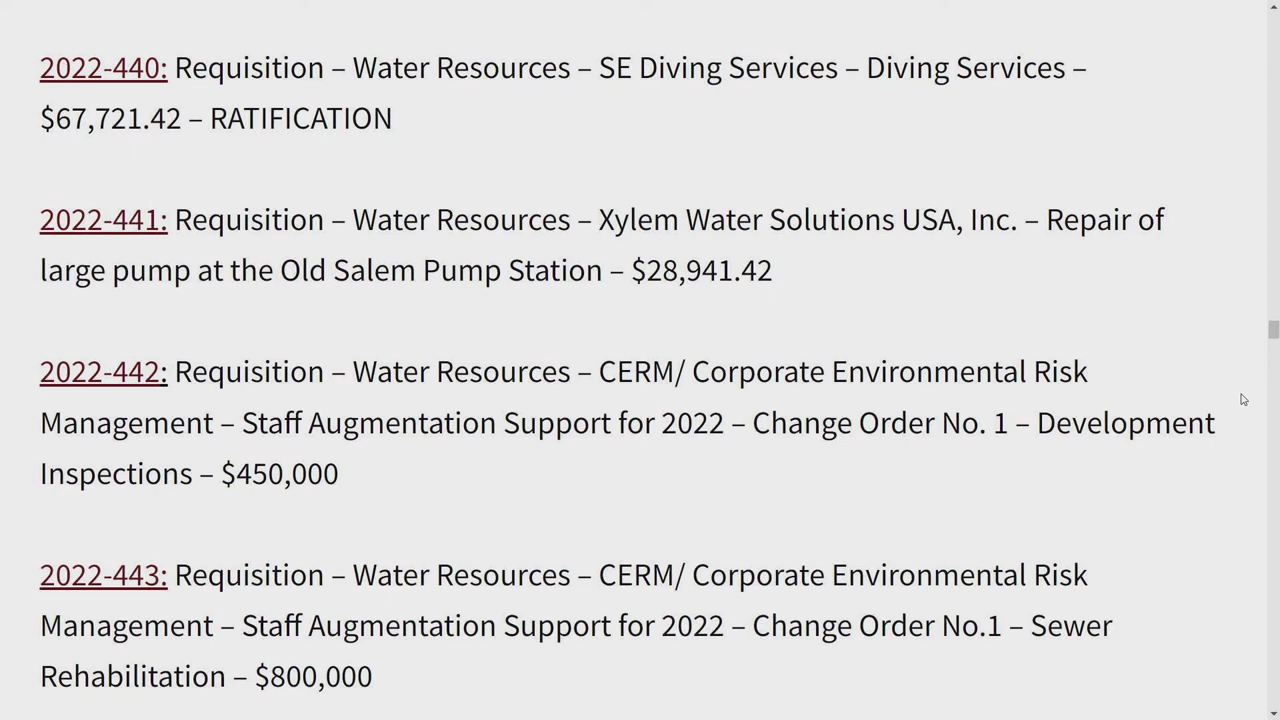 2022-440: Requisition – Water Resources – SE Diving Services – Diving Services –
$67,721.42 – RATIFICATION
2022-441: Requisition – Water Resources – Xylem Water Solutions USA, Inc. – Repair of
large pump at the Old Salem Pump Station – $28,941.42
2022-442: Requisition – Water Resources – CERM/ Corporate Environmental Risk
Management – Staff Augmentation Support for 2022 – Change Order No. 1 – Development
Inspections – $450,000
2022-443: Requisition – Water Resources – CERM/ Corporate Environmental Risk
Management – Staff Augmentation Support for 2022 – Change Order No.1 – Sewer
Rehabilitation – $800,000